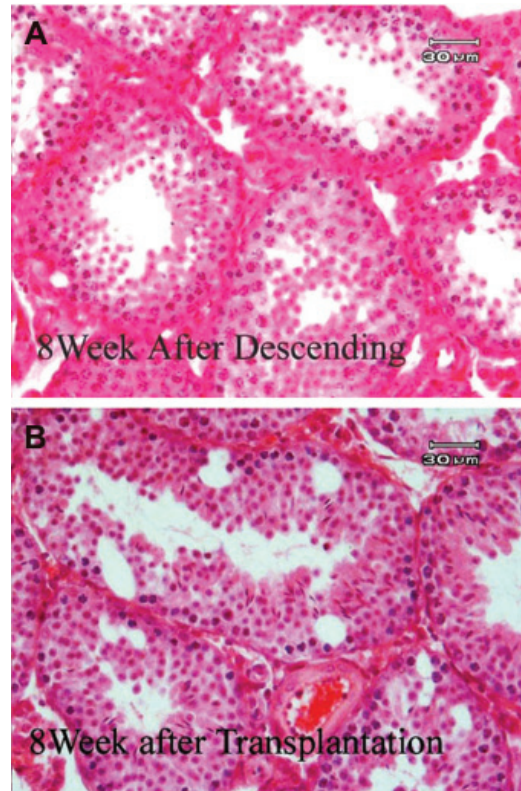 A
30 µm
8Week After Descending
B
30 µm
8Week after Transplantation